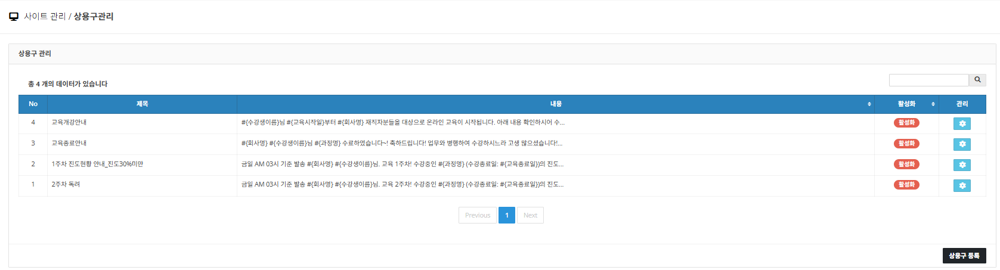 사이트 관리 / 상용구관리
상용구 관리
총 4 개의 데이터가 있습니다
No 제목 내용 활성화 관리
4 교육개강안내 #{수강생이름}님 #{교육시작일}부터 #{회사명} 재직자분들을 대상으로 온라인 교육이 시작됩니다. 아래 내용 확인하시어 수... 활성화
3 교육종료안내 #{회사명} #{수강생이름}님 #{과정명} 수료하였습니다~! 축하드립니다! 업무와 병행하여 수강하시느라 고생 많으셨습니다!... 활성화
2 1주차 진도현황 안내_진도30%미만 금일 AM 03시 기준 발송 #{회사명} #{수강생이름}님. 교육 1주차! 수강중인 #{과정명} (수강종료일: #{교육종료일})의 진도... 활성화
1 2주차 독려 금일 AM 03시 기준 발송 #{회사명} #{수강생이름}님. 교육 2주차! 수강중인 #{과정명} (수강종료일: #{교육종료일})의 진도... 활성화
Previous 1 Next
상용구 등록